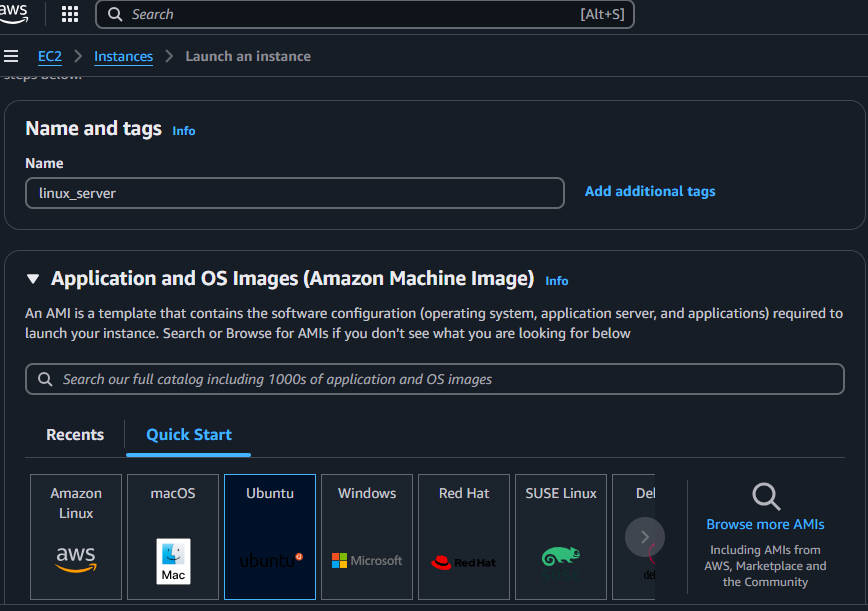 aws
Search [Alt+S]
EC2 > Instances > Launch an instance
steps below.
Name and tags Info
Name
linux_server Add additional tags
Application and OS Images (Amazon Machine Image) Info
An AMI is a template that contains the software configuration (operating system, application server, and applications) required to
launch your instance. Search or Browse for AMIs if you don't see what you are looking for below
Search our full catalog including 1000s of application and OS images
Recents Quick Start
Amazon
Linux
aws
macOS
Mac
Ubuntu
ubuntu
Windows
Microsoft
Red Hat
Red Hat
SUSE Linux
Browse more AMIs
Including AMIs from
AWS, Marketplace and
the Community